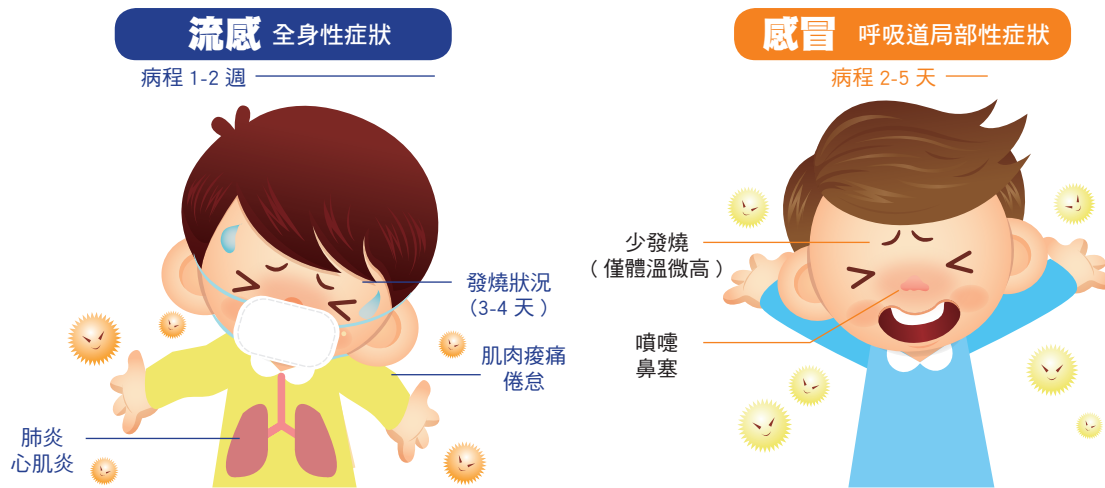 流感 全身性症狀
病程 1-2 週
發燒狀況
(3-4 天 )
肌肉痠痛
倦怠
肺炎
心肌炎
感冒 呼吸道局部性症狀
病程 2-5 天
少發燒
( 僅體溫微高 )
噴嚏
鼻塞